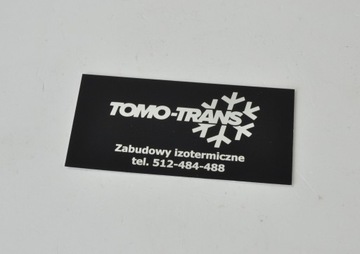 TOMO-TRANS
Zabudowy izotermiczne
tel. 512-484-488